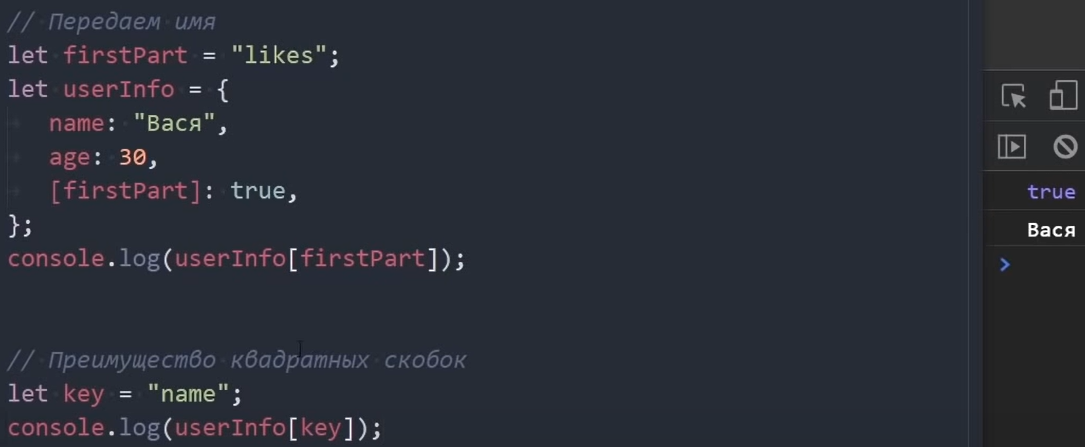 // Передаем имя
let firstPart = "likes";
let userInfo = {
name: "Вася",
age: 30,
[firstPart]: true,
};
console.log(userInfo[firstPart]);
// Преимущество квадратных скобок
let key = "name";
console.log(userInfo[key]);
true
Вася
>